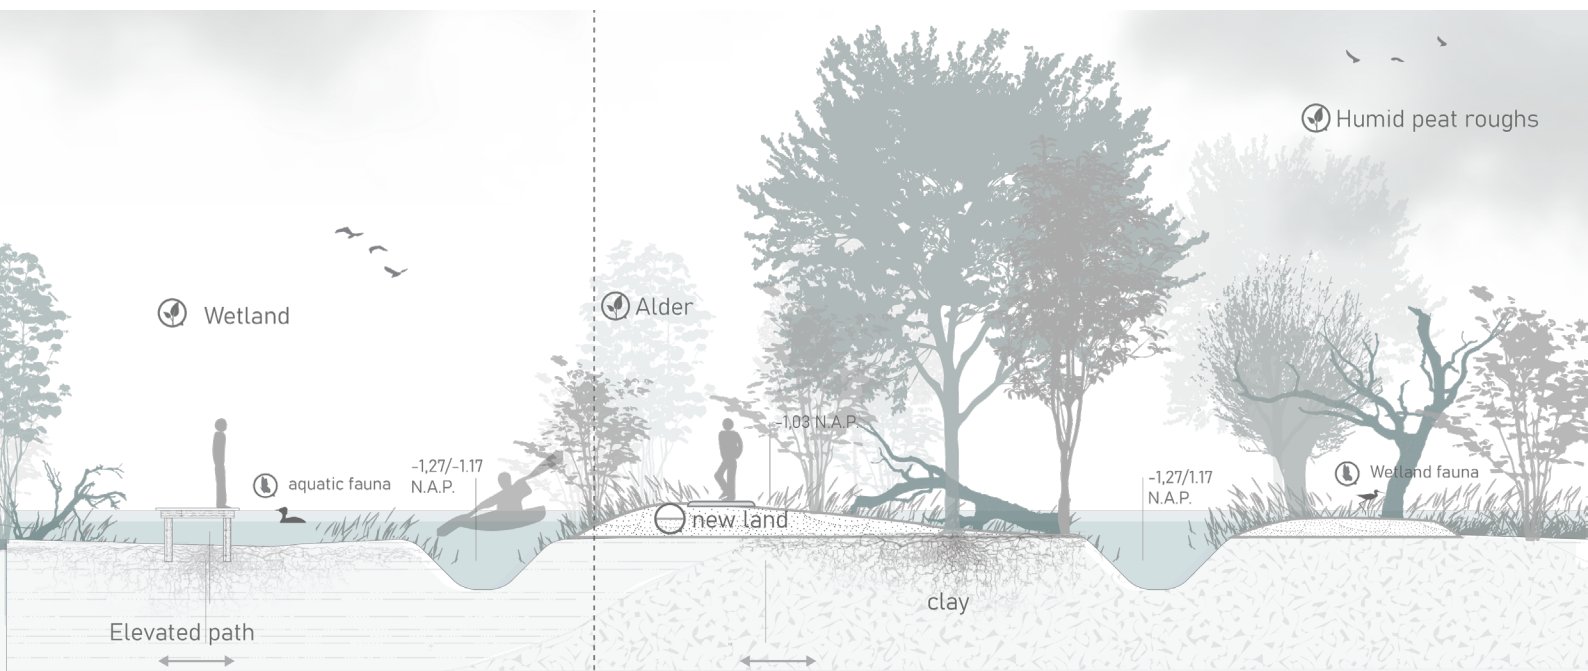 Humid peat roughs
Wetland
Alder
-1,03 N.A.P.
-1,27/-1.17
N.A.P.
aquatic fauna
-1,27/1.17
N.A.P.
Wetland fauna
new land
clay
Elevated path